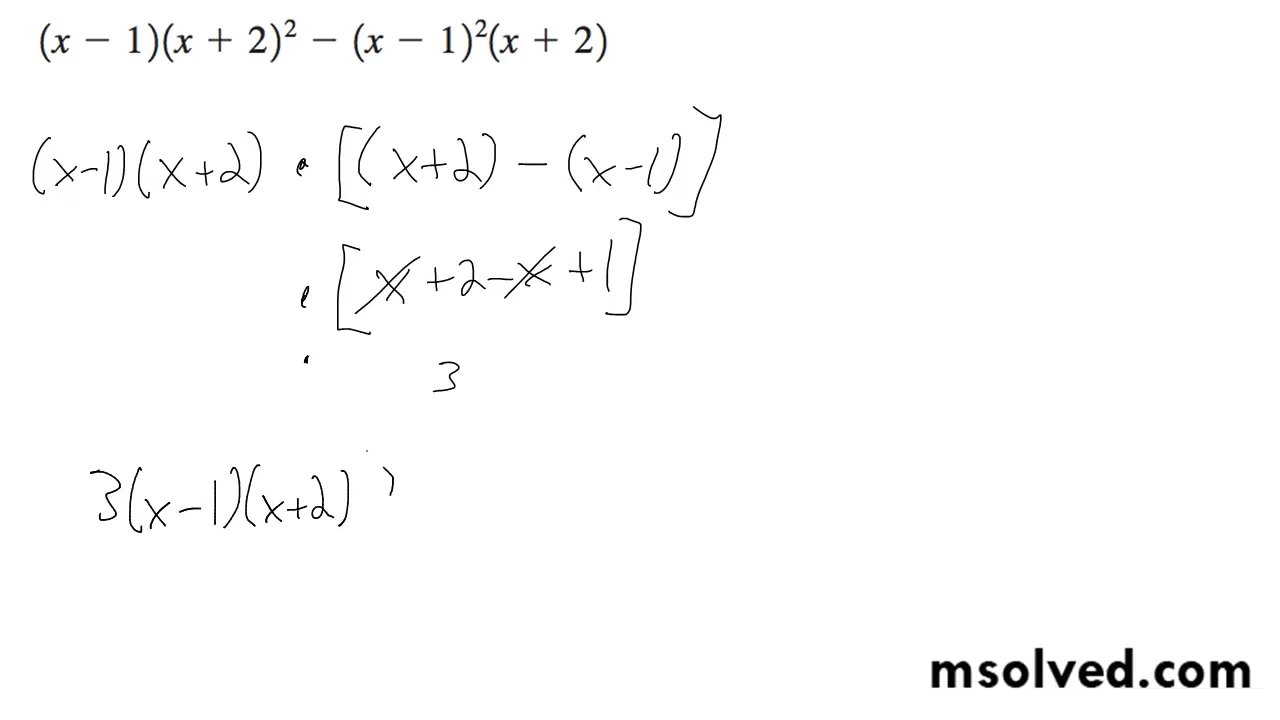 (x − 1)(x + 2)² − (x − 1)²(x + 2)
(x-1)(x+2) • [(x+2) - (x-1)]
• [x+2-x+1]
• 3
3(x-1)(x+2)
msolved.com